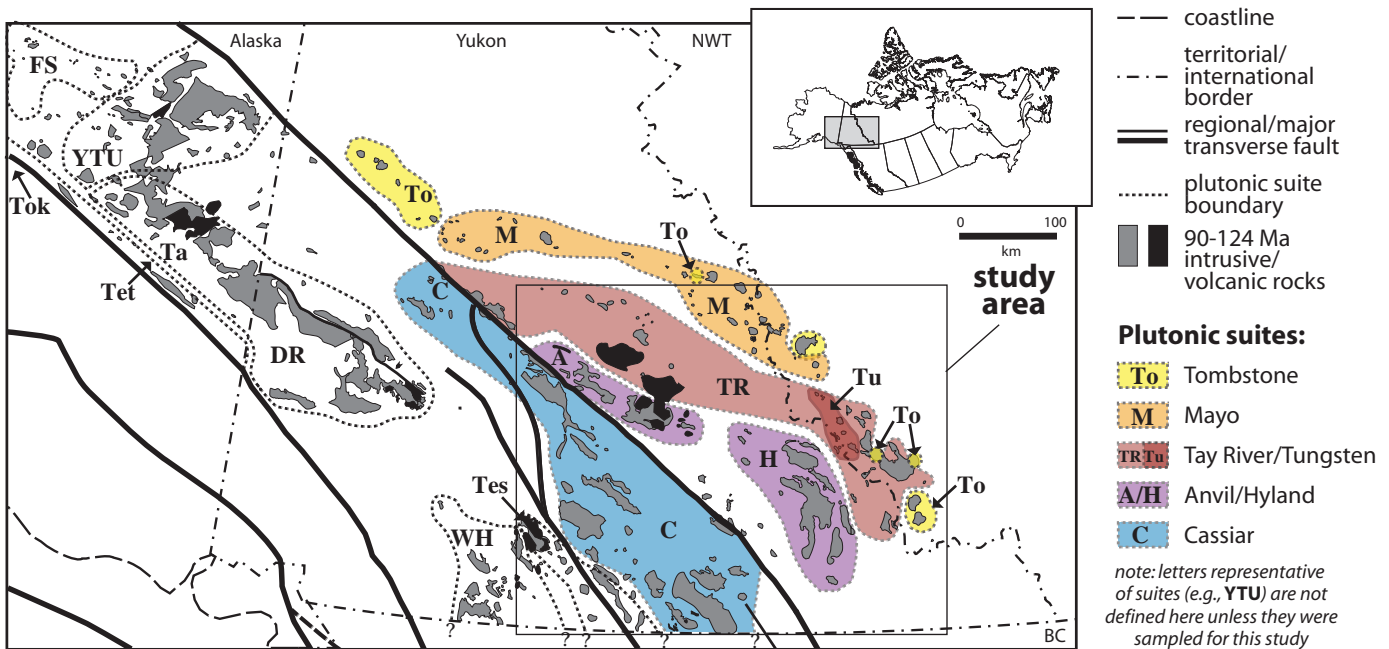 Alaska
Yukon
NWT
FS
YTU
Tok
Ta
Tet
DR
To
M
To
C
M
A
TR
Tu
To
H
To
Tes
WH
C
?
?
?
?
?
BC
0 100
km
study
area
coastline
territorial/
international
border
regional/major
transverse fault
plutonic suite
boundary
90-124 Ma
intrusive/
volcanic rocks
Plutonic suites:
To Tombstone
M Mayo
TR Tu Tay River/Tungsten
A/H Anvil/Hyland
C Cassiar
note: letters representative
of suites (e.g., YTU) are not
defined here unless they were
sampled for this study